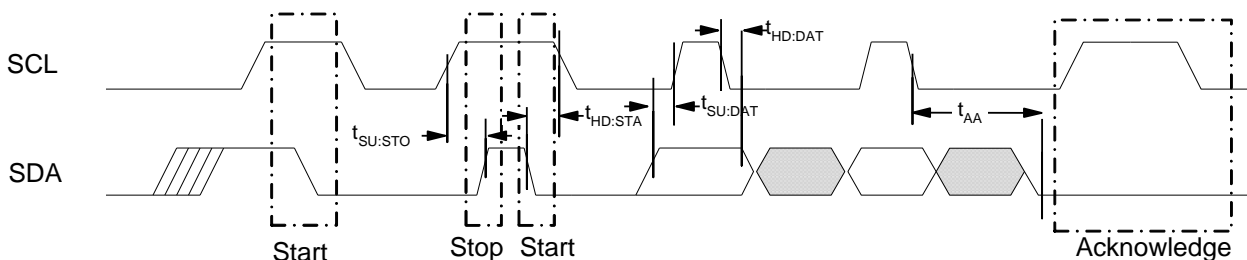 SCL
t_HD:DAT
t_SU:STO
t_HD:STA
t_SU:DAT
t_AA
SDA
Start
Stop
Start
Acknowledge